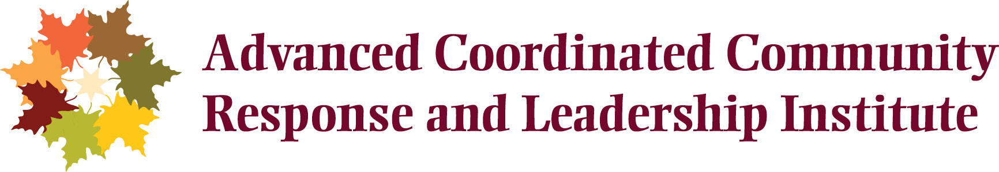 Advanced Coordinated Community
Response and Leadership Institute